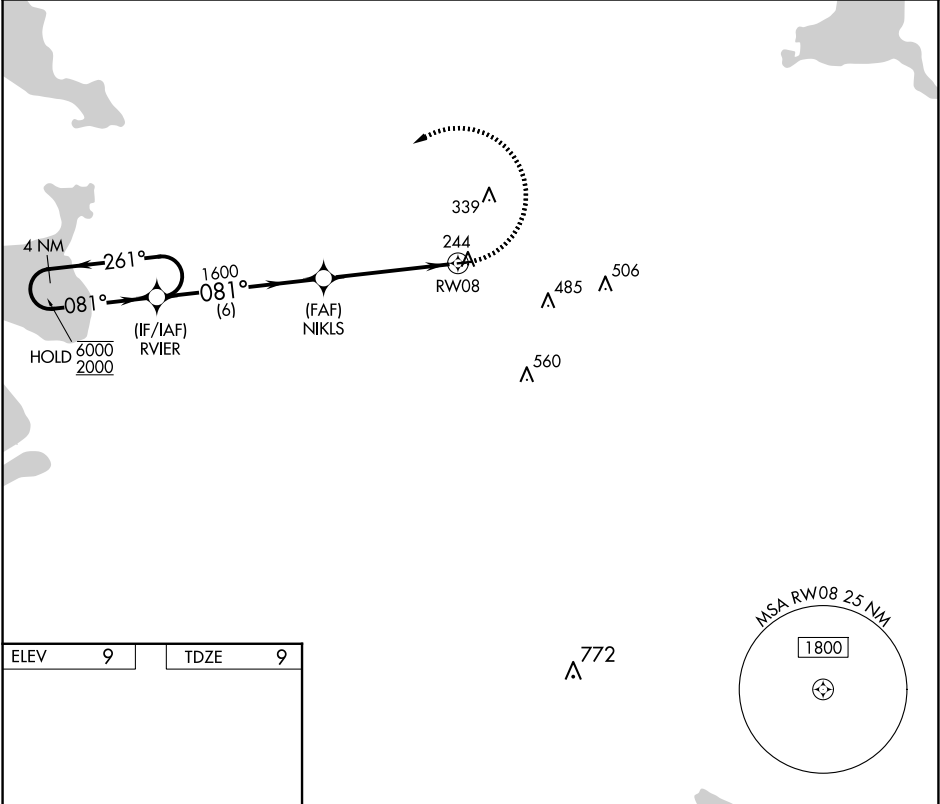 339
244
RW08
4 NM
261°
081°
1600
081°
(6)
(IF/IAF)
RVIER
(FAF)
NIKLS
HOLD 6000
2000
485
506
560
MSA RW08 25 NM
1800
772
ELEV 9
TDZE 9